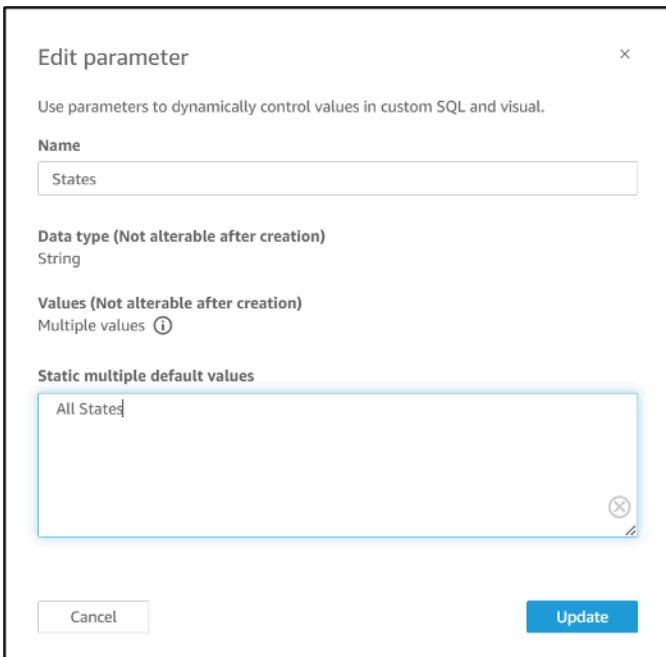 Edit parameter
Use parameters to dynamically control values in custom SQL and visual.
Name
States
Data type (Not alterable after creation)
String
Values (Not alterable after creation)
Multiple values
Static multiple default values
All States
Cancel
Update